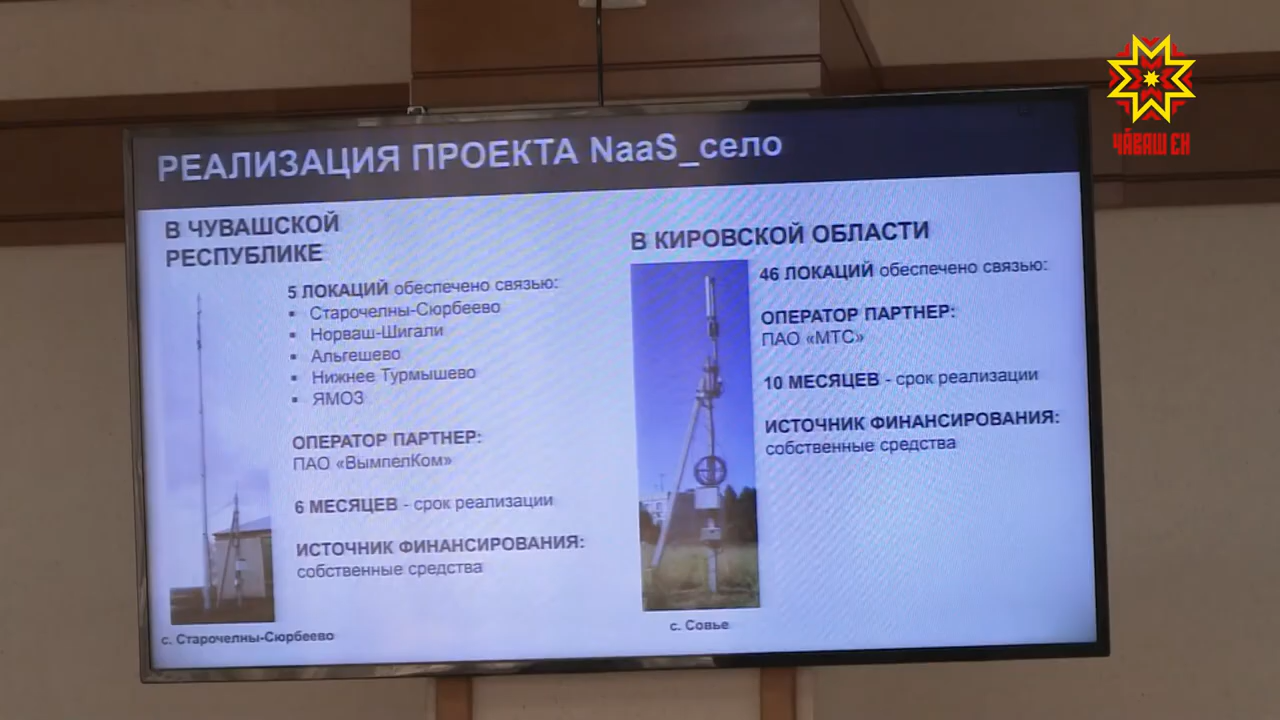 РЕАЛИЗАЦИЯ ПРОЕКТА NaaS_село
В ЧУВАШСКОЙ
РЕСПУБЛИКЕ
5 ЛОКАЦИЙ обеспечено связью:
▪ Старочелны-Сюрбеево
▪ Норваш-Шигали
▪ Альгешево
▪ Нижнее Турмышево
▪ ЯМОЗ
ОПЕРАТОР ПАРТНЕР:
ПАО «ВымпелКом»
6 МЕСЯЦЕВ - срок реализации
ИСТОЧНИК ФИНАНСИРОВАНИЯ:
собственные средства
с. Старочелны-Сюрбеево
В КИРОВСКОЙ ОБЛАСТИ
46 ЛОКАЦИЙ обеспечено связью:
ОПЕРАТОР ПАРТНЕР:
ПАО «МТС»
10 МЕСЯЦЕВ - срок реализации
ИСТОЧНИК ФИНАНСИРОВАНИЯ:
собственные средства
с. Совье
ЧӐВАШ ЕН